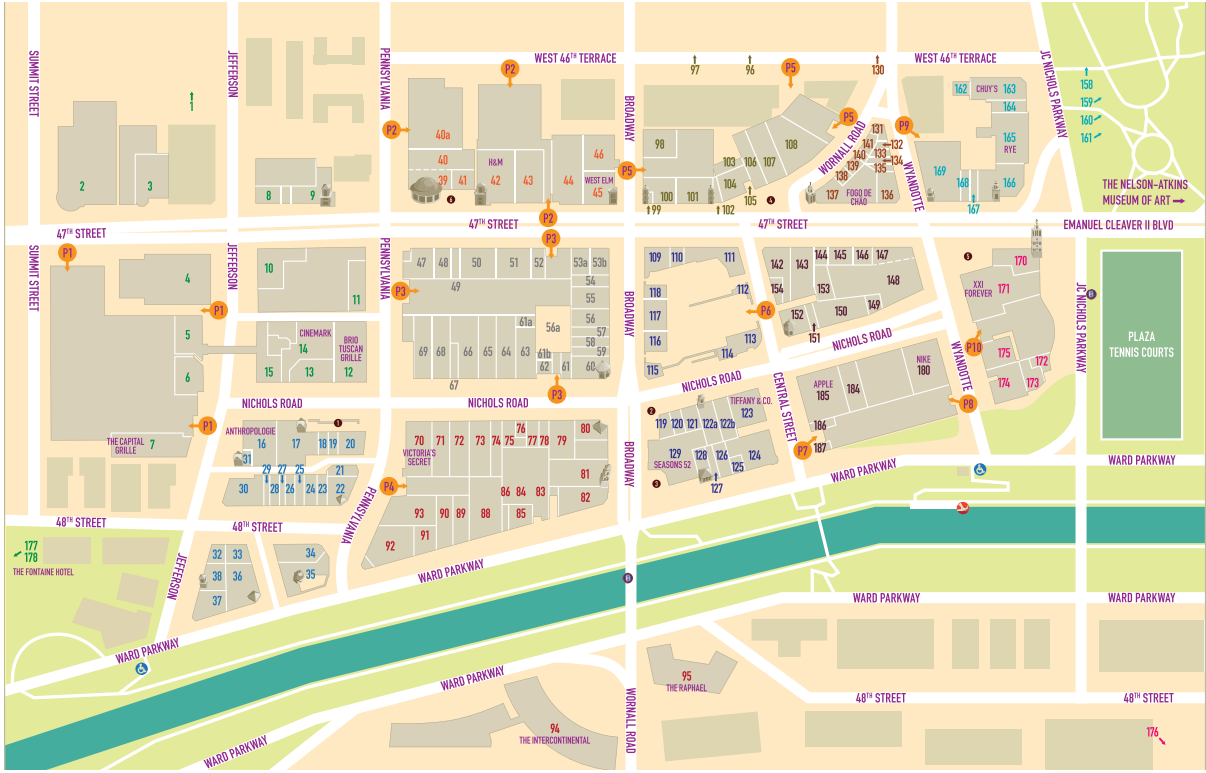 WEST 46TH TERRACE
WEST 46TH TERRACE
SUMMIT STREET
JEFFERSON
PENNSYLVANIA
BROADWAY
JC NICHOLS PARKWAY
P2
97
96
P5
130
1
162
CHUY'S
163
158
159
160
161
164
P2
40a
40
39
41
H&M
42
43
44
46
WEST ELM
45
P5
98
103
106
107
108
P5
WORNALL ROAD
131
141
132
140
133
134
139
135
138
137
FOGO DE
CHÃO
136
P9
WYANDOTTE
165
RYE
169
168
166
167
2
3
8
9
100
101
104
105
99
102
P2
THE NELSON-ATKINS
MUSEUM OF ART
47TH STREET
47TH STREET
47TH STREET
EMANUEL CLEAVER II BLVD
P1
SUMMIT STREET
4
P1
5
6
JEFFERSON
10
11
PENNSYLVANIA
P3
47
48
50
51
52
53a
53b
54
49
55
P3
56a
56
57
58
59
60
61a
61b
62
61
69
68
66
65
64
63
67
P3
BROADWAY
109
110
111
118
112
117
116
113
114
115
P6
142
143
144
145
146
147
148
154
153
152
150
149
151
NICHOLS ROAD
WYANDOTTE
P10
XXI
FOREVER
170
171
175
172
174
173
JC NICHOLS PARKWAY
PLAZA
TENNIS COURTS
CINEMARK
14
BRIO
TUSCAN
GRILLE
15
13
12
NICHOLS ROAD
NICHOLS ROAD
NICHOLS ROAD
CENTRAL STREET
APPLE
185
184
NIKE
180
P8
186
187
P7
P1
THE CAPITAL
GRILLE
7
ANTHROPOLOGIE
16
17
18
19
20
31
29
27
25
21
30
28
26
24
23
22
1
P4
PENNSYLVANIA
70
71
72
73
74
75
76
77
78
79
80
VICTORIA'S
SECRET
81
82
86
84
83
85
93
90
89
88
91
92
BROADWAY
2
3
119
120
121
122a
122b
TIFFANY & CO.
123
129
SEASONS 52
128
126
125
124
127
WARD PARKWAY
WARD PARKWAY
48TH STREET
48TH STREET
177
178
THE FONTAINE HOTEL
JEFFERSON
32
33
38
36
37
34
35
WARD PARKWAY
WARD PARKWAY
WARD PARKWAY
WARD PARKWAY
WARD PARKWAY
WARD PARKWAY
95
THE RAPHAEL
94
THE INTERCONTINENTAL
WORNALL ROAD
48TH STREET
48TH STREET
176